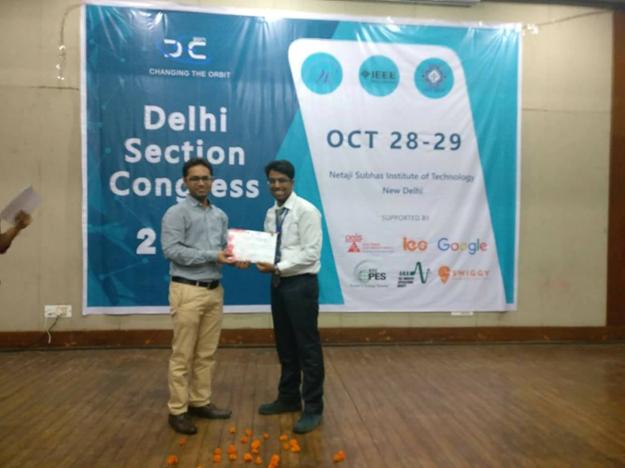 CHANGING THE ORBIT
Delhi
Section
Congress
2
IEEE
OCT 28-29
Netaji Subhas Institute of Technology
New Delhi
SUPPORTED BY
Google
PES
SWIGGY